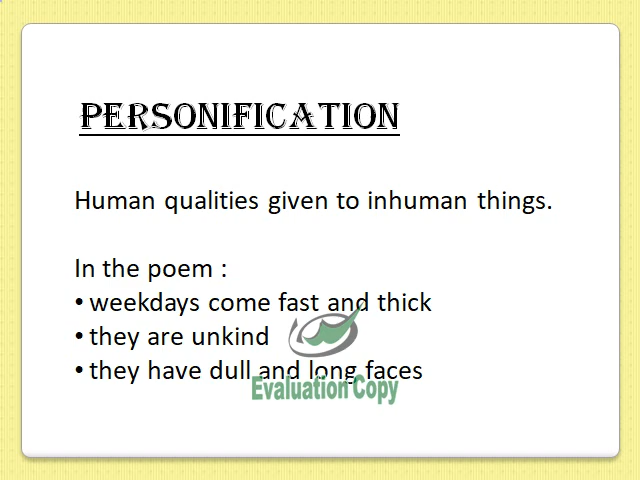 PERSONIFICATION
Human qualities given to inhuman things.
In the poem :
• weekdays come fast and thick
• they are unkind
• they have dull and long faces
Evaluation Copy